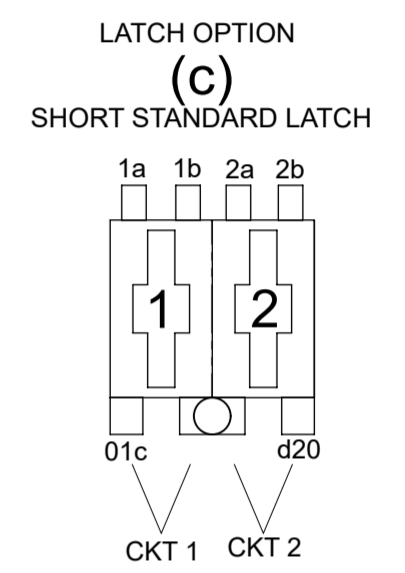 LATCH OPTION
(c)
SHORT STANDARD LATCH
1a 1b 2a 2b
1 2
01c d20
CKT 1 CKT 2